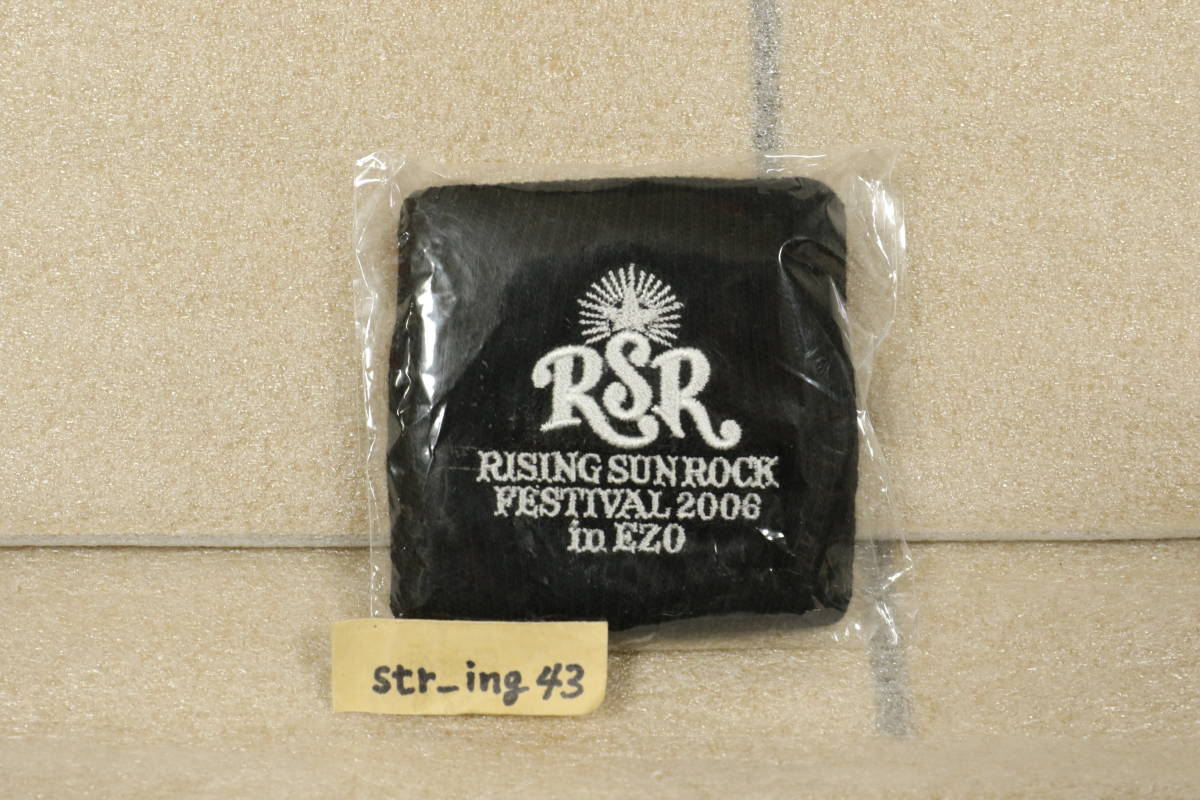 RSR
RISING SUN ROCK
FESTIVAL 2006
in EZO
str_ing 43